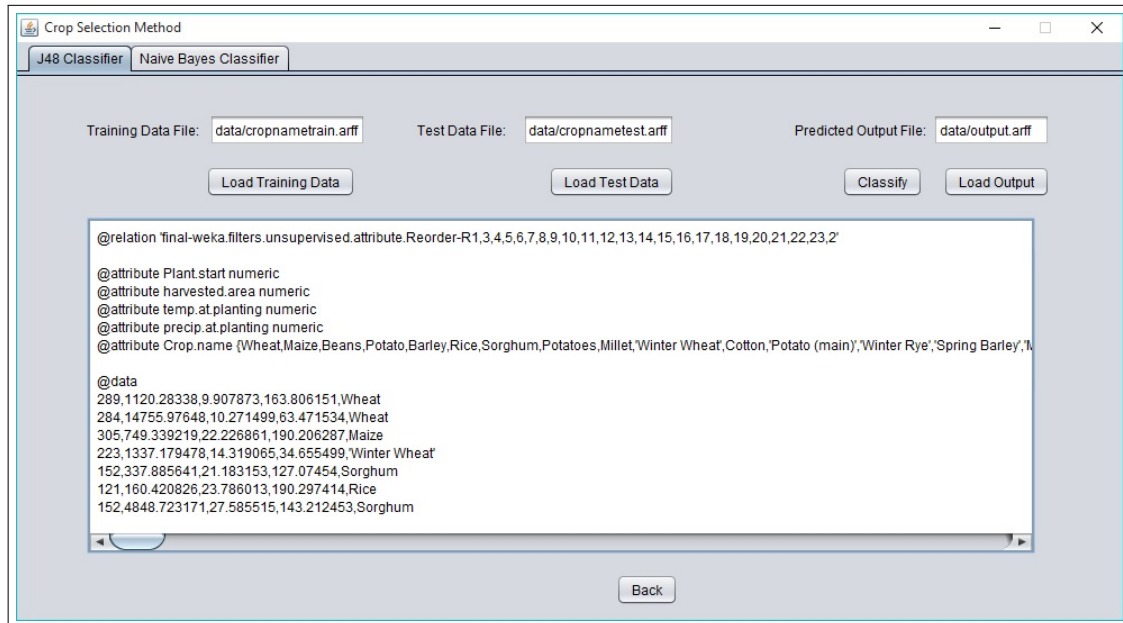 Crop Selection Method
J48 Classifier Naive Bayes Classifier
Training Data File: data/cropnametrain.arff Test Data File: data/cropnametest.arff Predicted Output File: data/output.arff
Load Training Data Load Test Data Classify Load Output
@relation 'final-weka.filters.unsupervised.attribute.Reorder-R1,3,4,5,6,7,8,9,10,11,12,13,14,15,16,17,18,19,20,21,22,23,2'
@attribute Plant.start numeric
@attribute harvested.area numeric
@attribute temp.at.planting numeric
@attribute precip.at.planting numeric
@attribute Crop.name {Wheat,Maize,Beans,Potato,Barley,Rice,Sorghum,Potatoes,Millet,'Winter Wheat',Cotton,'Potato (main)','Winter Rye','Spring Barley','
@data
289,1120.28338,9.907873,163.806151,Wheat
284,14755.97648,10.271499,63.471534,Wheat
305,749.339219,22.226861,190.206287,Maize
223,1337.179478,14.319065,34.655499,'Winter Wheat'
152,337.885641,21.183153,127.07454,Sorghum
121,160.420826,23.786013,190.297414,Rice
152,4848.723171,27.585515,143.212453,Sorghum
Back